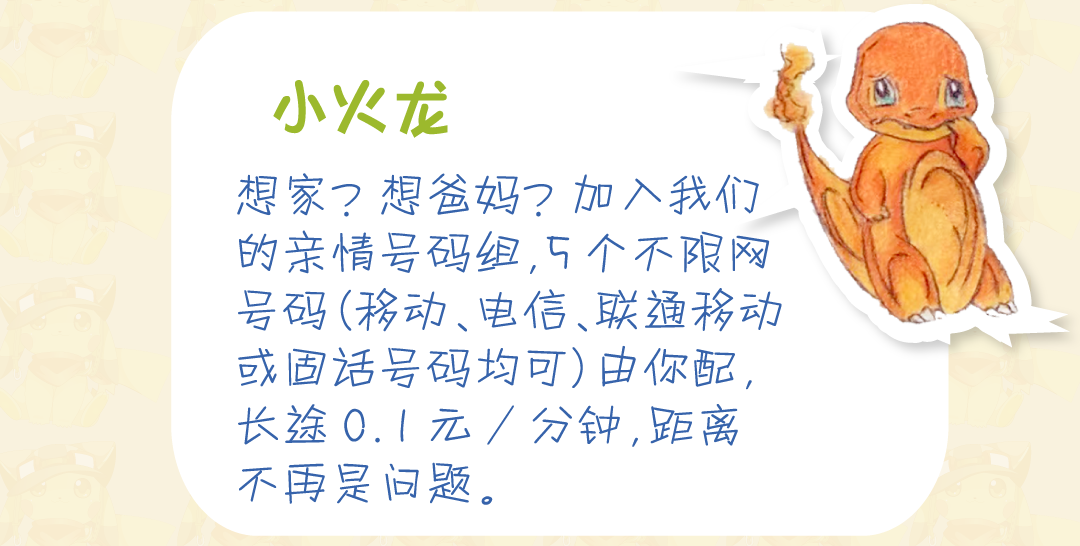 小火龙
想家?想爸妈?加入我们
的亲情号码组,5个不限网
号码(移动、电信、联通移动
或固话号码均可)由你配,
长途0.1元/分钟,距离
不再是问题。